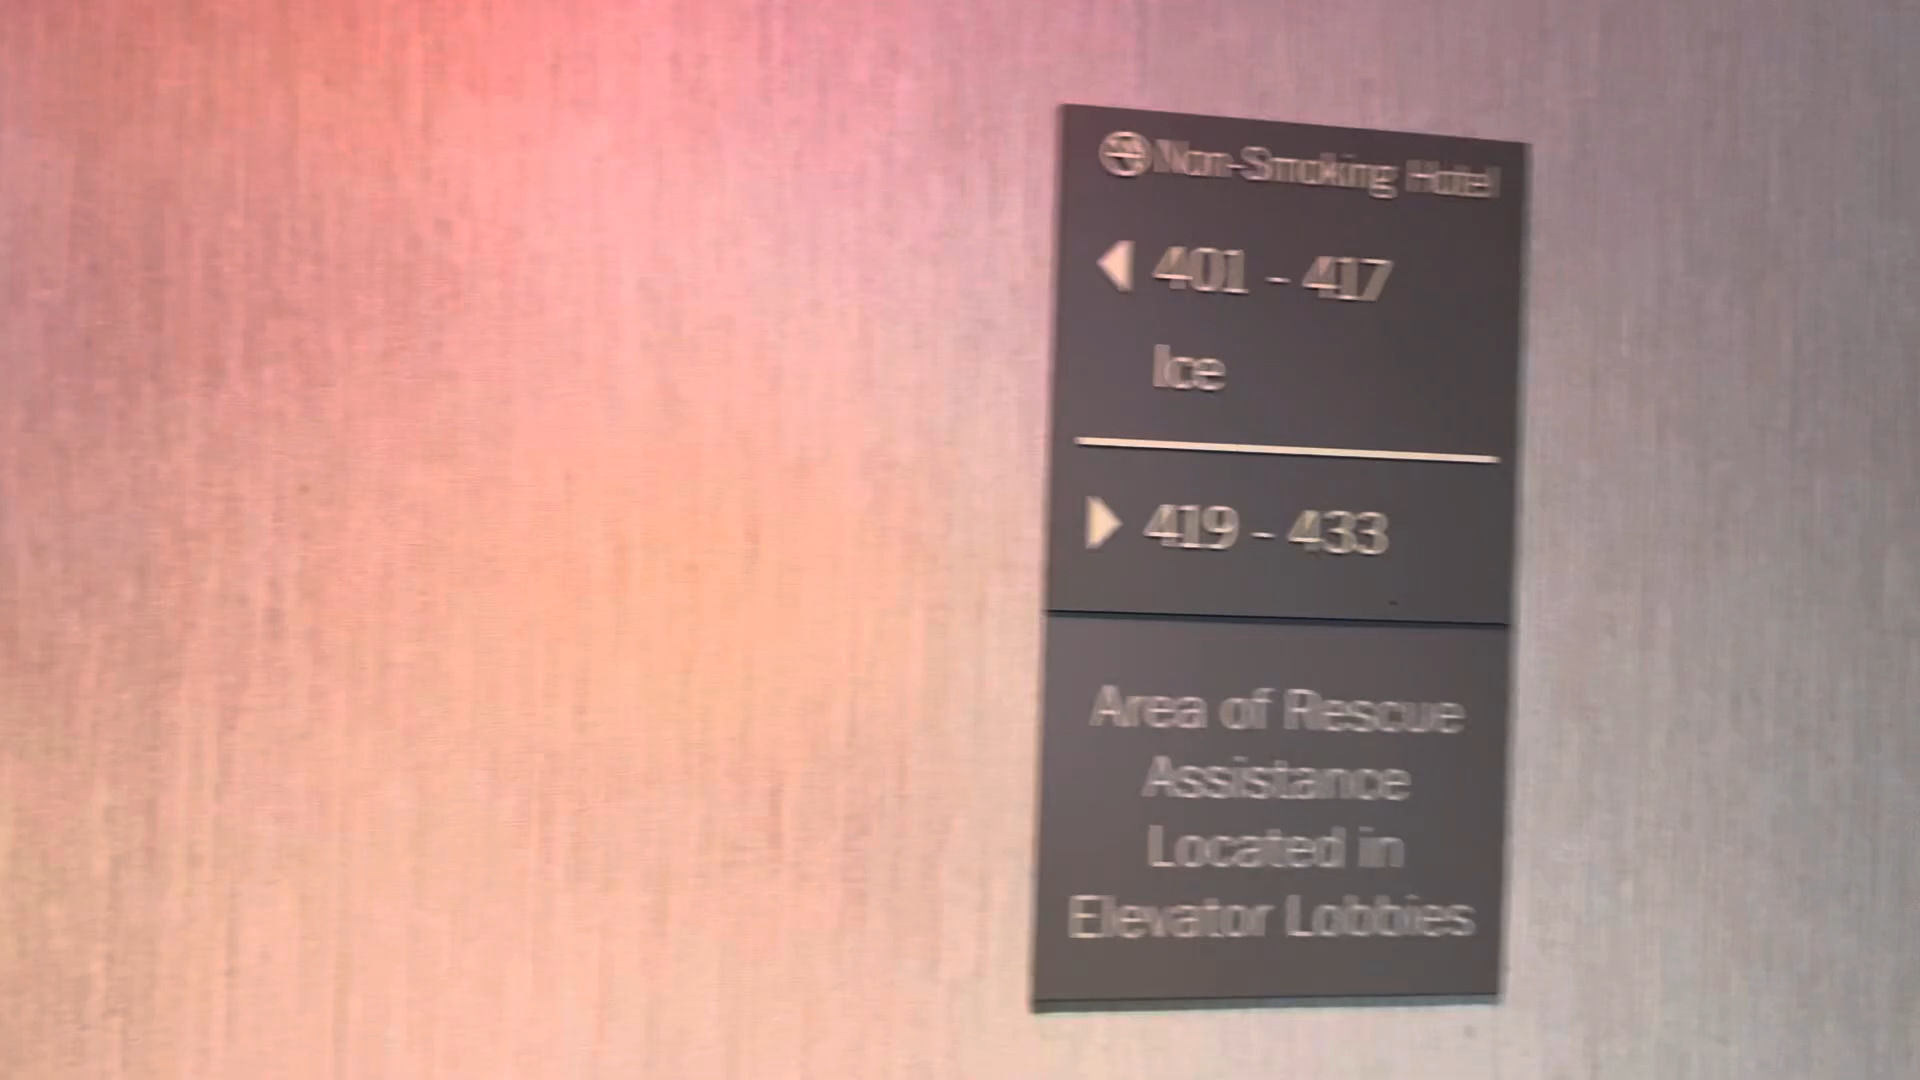 Non-Smoking Hotel
401 - 417
Ice
419 - 433
Area of Rescue
Assistance
Located in
Elevator Lobbies